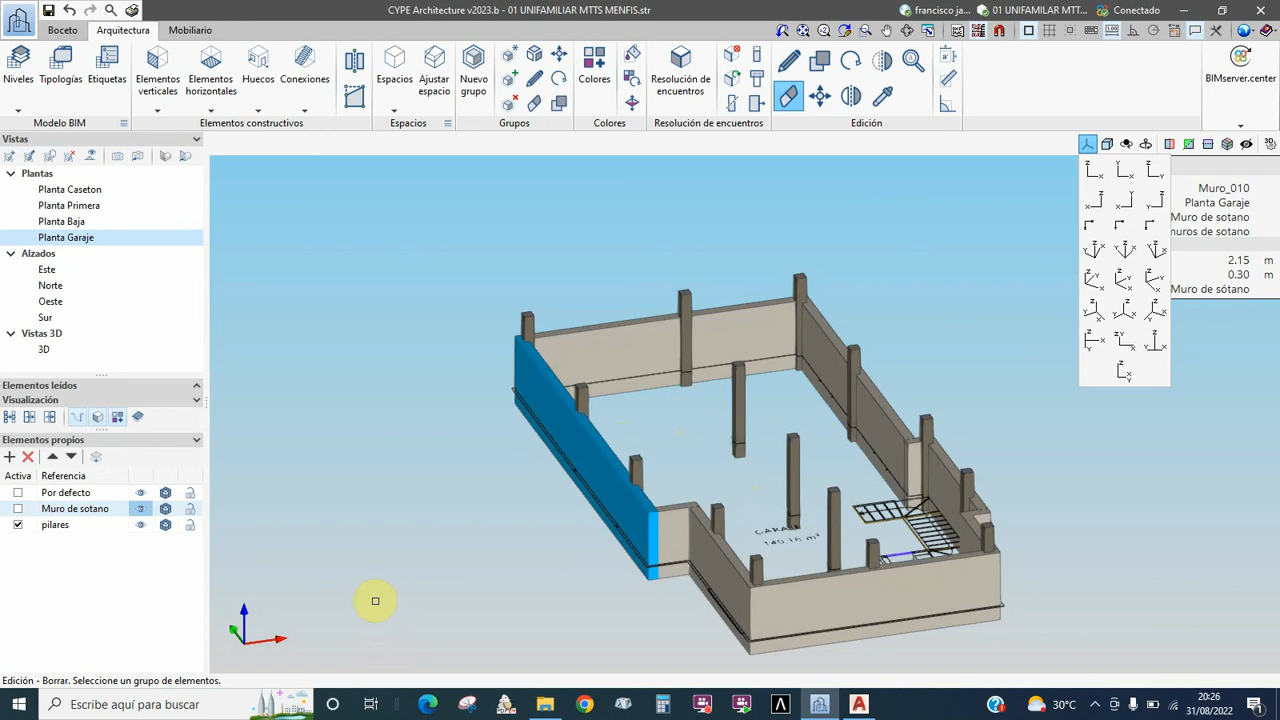 CYPE Architecture v2023.b - 01 UNIFAMILAR MTTS MENFIS.str
francisco ja...
01 UNIFAMILAR MTT...
Conectado
Boceto
Arquitectura
Mobiliario
Niveles
Tipologías
Etiquetas
Elementos verticales
Elementos horizontales
Huecos
Conexiones
Espacios
Ajustar espacio
Nuevo grupo
Colores
Resolución de encuentros
BIMserver.center
Modelo BIM
Elementos constructivos
Espacios
Grupos
Colores
Resolución de encuentros
Edición
Vistas
Plantas
Planta Caseton
Planta Primera
Planta Baja
Planta Garaje
Alzados
Este
Norte
Oeste
Sur
Vistas 3D
3D
Elementos leídos
Visualización
Elementos propios
Activa Referencia
Por defecto
Muro de sotano
pilares
Muro_010
Planta Garaje
Muro de sotano
muros de sotano
2.15 m
0.30 m
Muro de sótano
140.16 m²
Edición - Borrar. Seleccione un grupo de elementos.
Escribe aquí para buscar
30°C
20:26
31/08/2022